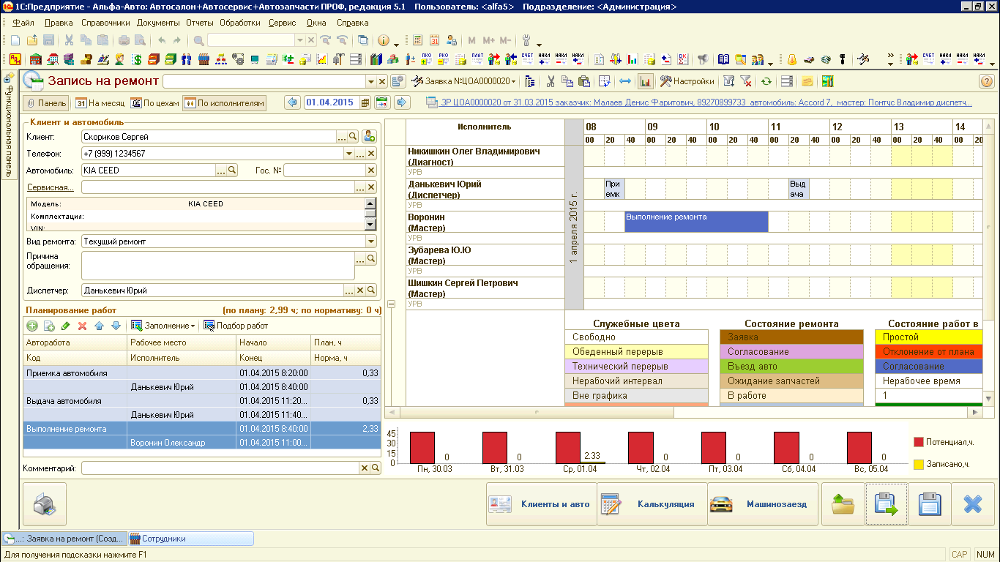 1С:Предприятие - Альфа-Авто: Автосалон+Автосервис+Автозапчасти ПРОФ, редакция 5.1 Пользователь: <alfa5> Подразделение: <Администрация>
Файл Правка Справочники Документы Отчеты Обработки Сервис Окна Справка
M M+ M-
ПКО РКО ПЛАТ СЧЕТ НАКЛ НАКЛ НАКЛ СЧЕТ НАКЛ НАКЛ НАКЛ
Функциональная панель
Запись на ремонт
Заявка №ЦОА0000020
Настройки
Панель
31 На месяц
По цехам
По исполнителям
01.04.2015
ЗР ЦОА0000020 от 31.03.2015 заказчик: Малаев Денис Фаритович, 89270899733 автомобиль: Accord 7, мастер: Понтус Владимир диспетч...
Клиент и автомобиль
Клиент: Скориков Сергей
Телефон: +7 (999) 1234567
Автомобиль: KIA CEED Гос. №
Сервисная...
Модель: KIA CEED
Комплектация:
VIN:
Вид ремонта: Текущий ремонт
Причина
обращения:
Диспетчер: Данькевич Юрий
Планирование работ (по плану: 2,99 ч; по нормативу: 0 ч)
Заполнение Подбор работ
Авторабота Рабочее место Начало План, ч
Код Исполнитель Конец Норма, ч
Приемка автомобиля 01.04.2015 8:20:00 0,33
Данькевич Юрий 01.04.2015 8:40:00
Выдача автомобиля 01.04.2015 11:20... 0,33
Данькевич Юрий 01.04.2015 11:40...
Выполнение ремонта 01.04.2015 8:40:00 2,33
Воронин Олександр 01.04.2015 11:00...
Комментарий:
Исполнитель 08 09 10 11 12 13 14
00 20 40 00 20 40 00 20 40 00 20 40 00 20 40 00 20 40 00 20
1 апреля 2015 г.
Никишкин Олег Владимирович
(Диагност)
УРВ
Данькевич Юрий
(Диспетчер)
УРВ
При
емк
Выд
ача
Воронин
(Мастер)
УРВ
Выполнение ремонта
Зубарева Ю.Ю
(Мастер)
УРВ
Шишкин Сергей Петрович
(Мастер)
УРВ
Служебные цвета Состояние ремонта Состояние работ в
Свободно Заявка Простой
Обеденный перерыв Согласование Отклонение от плана
Технический перерыв Въезд авто Согласование
Нерабочий интервал Ожидание запчастей Нерабочее время
Вне графика В работе 1
45
30
15
0
0 0 2.33 0 0 0 0
Пн, 30.03 Вт, 31.03 Ср, 01.04 Чт, 02.04 Пт, 03.04 Сб, 04.04 Вс, 05.04
Потенциал,ч.
Записано,ч.
Клиенты и авто
Калькуляция
Машинозаезд
...: Заявка на ремонт (Созд...
Сотрудники
Для получения подсказки нажмите F1
CAP NUM